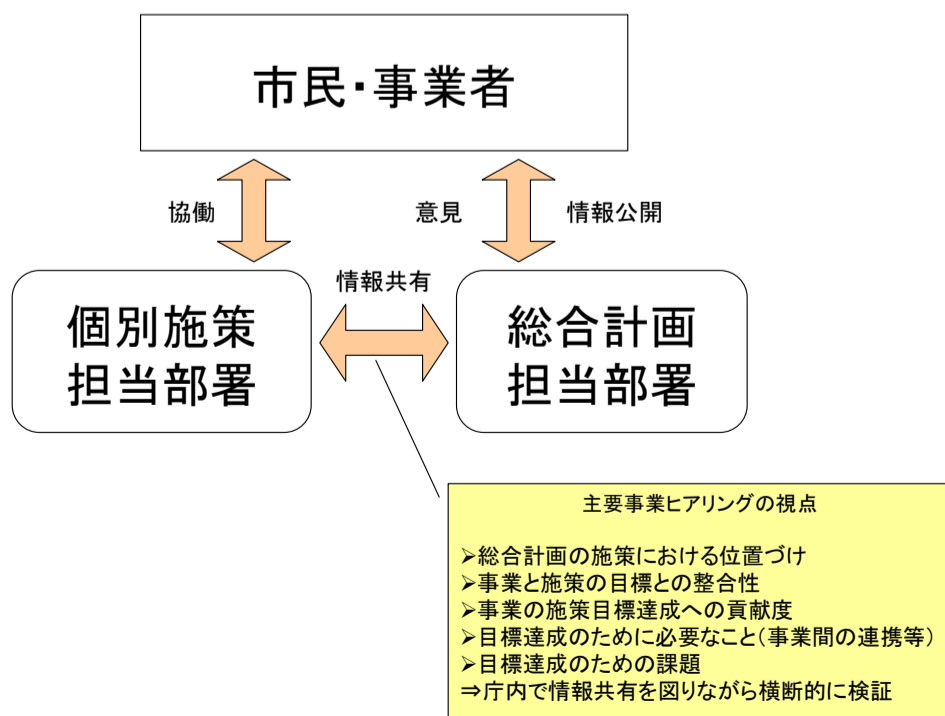 市民・事業者
協働
意見
情報公開
情報共有
個別施策
担当部署
総合計画
担当部署
主要事業ヒアリングの視点
➢総合計画の施策における位置づけ
➢事業と施策の目標との整合性
➢事業の施策目標達成への貢献度
➢目標達成のために必要なこと（事業間の連携等）
➢目標達成のための課題
⇒庁内で情報共有を図りながら横断的に検証